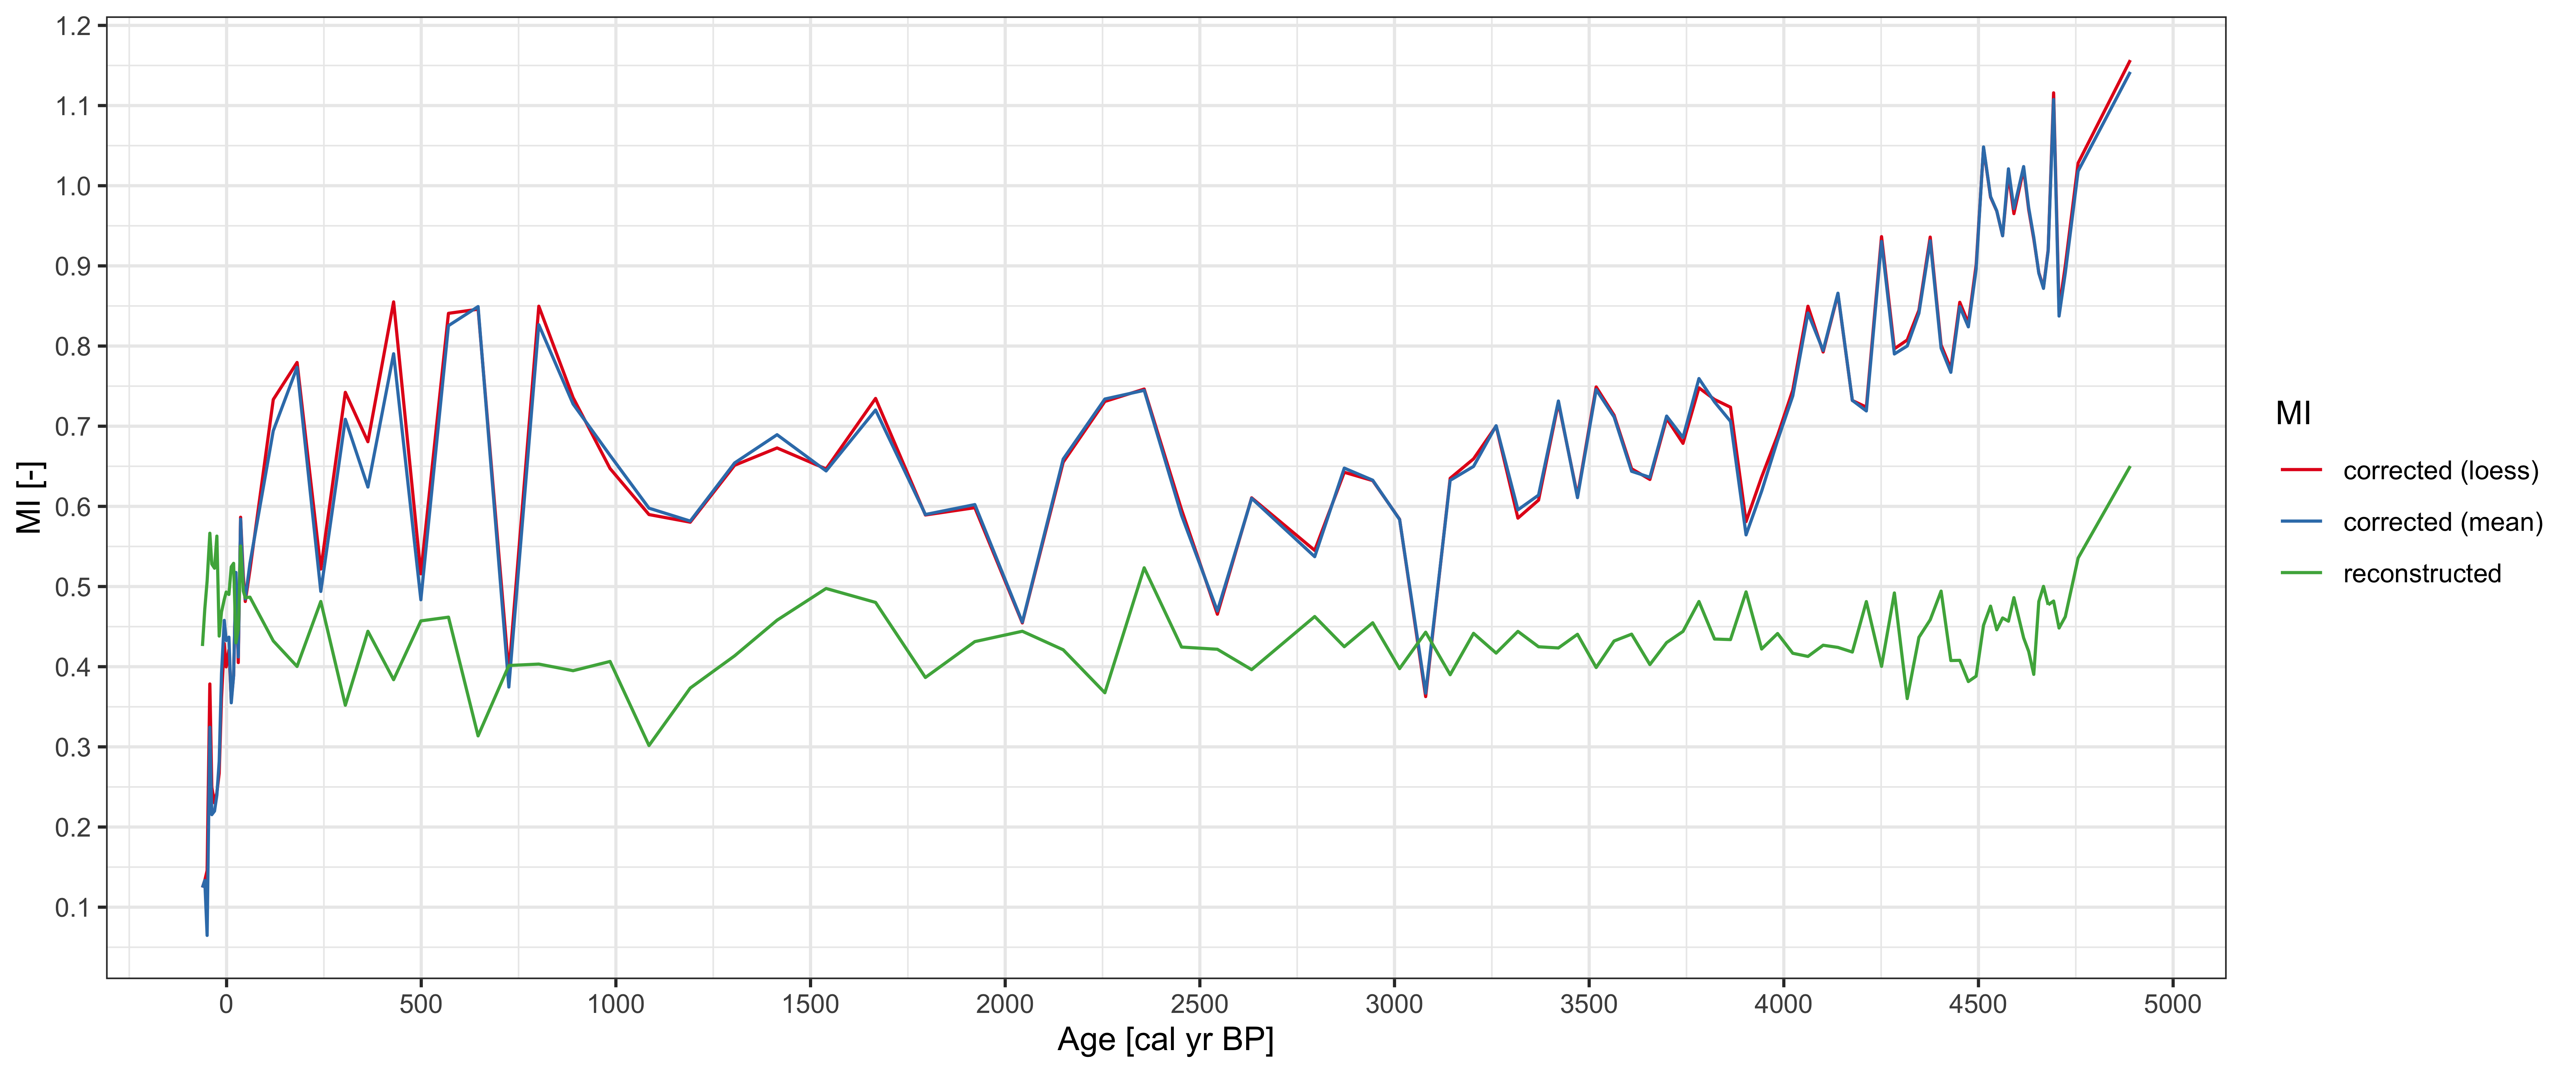 1.2
1.1
1.0
0.9
0.8
0.7
0.6
0.5
0.4
0.3
0.2
0.1
MI [-]
0 500 1000 1500 2000 2500 3000 3500 4000 4500 5000
Age [cal yr BP]
MI
corrected (loess)
corrected (mean)
reconstructed